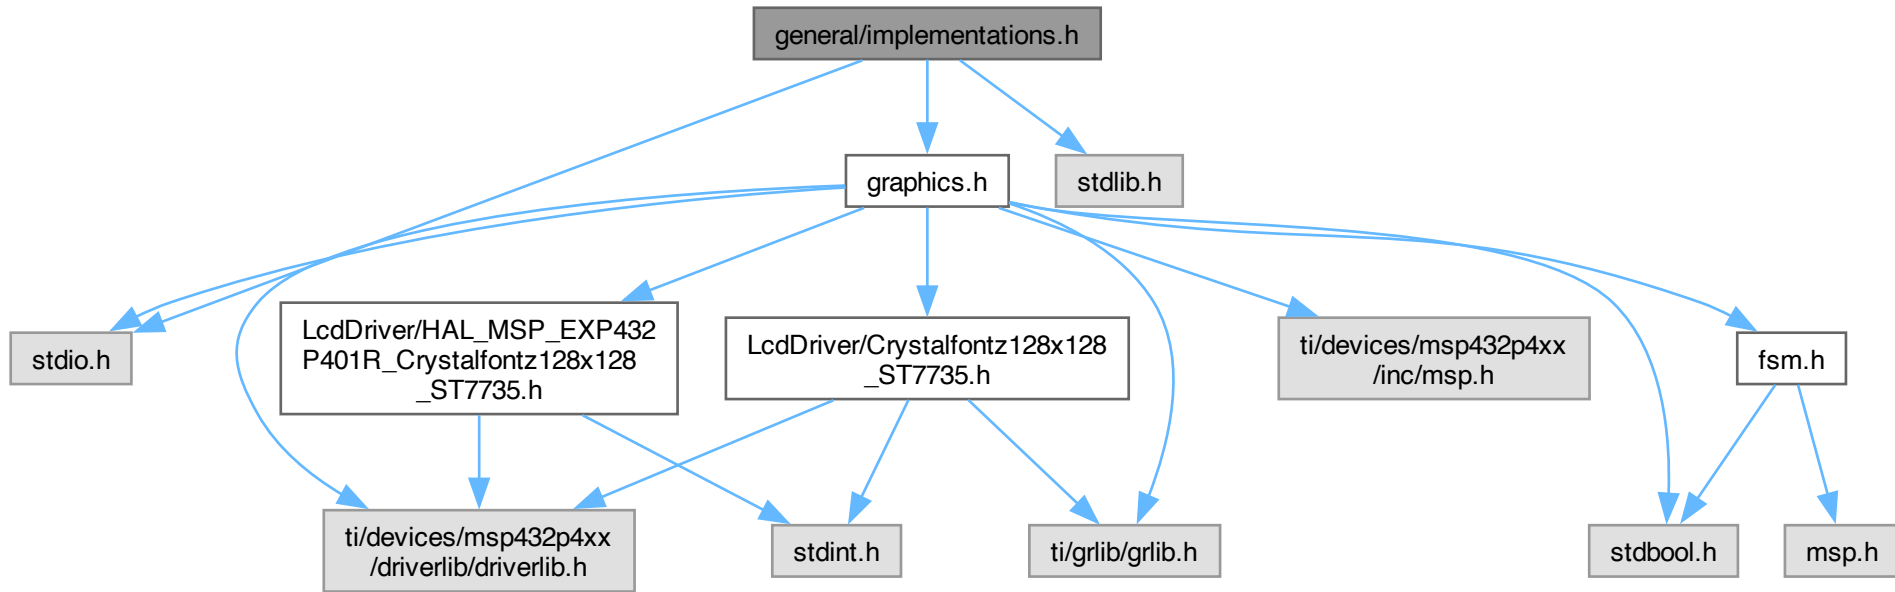 general/implementations.h
graphics.h
stdlib.h
stdio.h
LcdDriver/HAL_MSP_EXP432
P401R_Crystalfontz128x128
_ST7735.h
LcdDriver/Crystalfontz128x128
_ST7735.h
ti/devices/msp432p4xx
/inc/msp.h
fsm.h
ti/devices/msp432p4xx
/driverlib/driverlib.h
stdint.h
ti/grlib/grlib.h
stdbool.h
msp.h